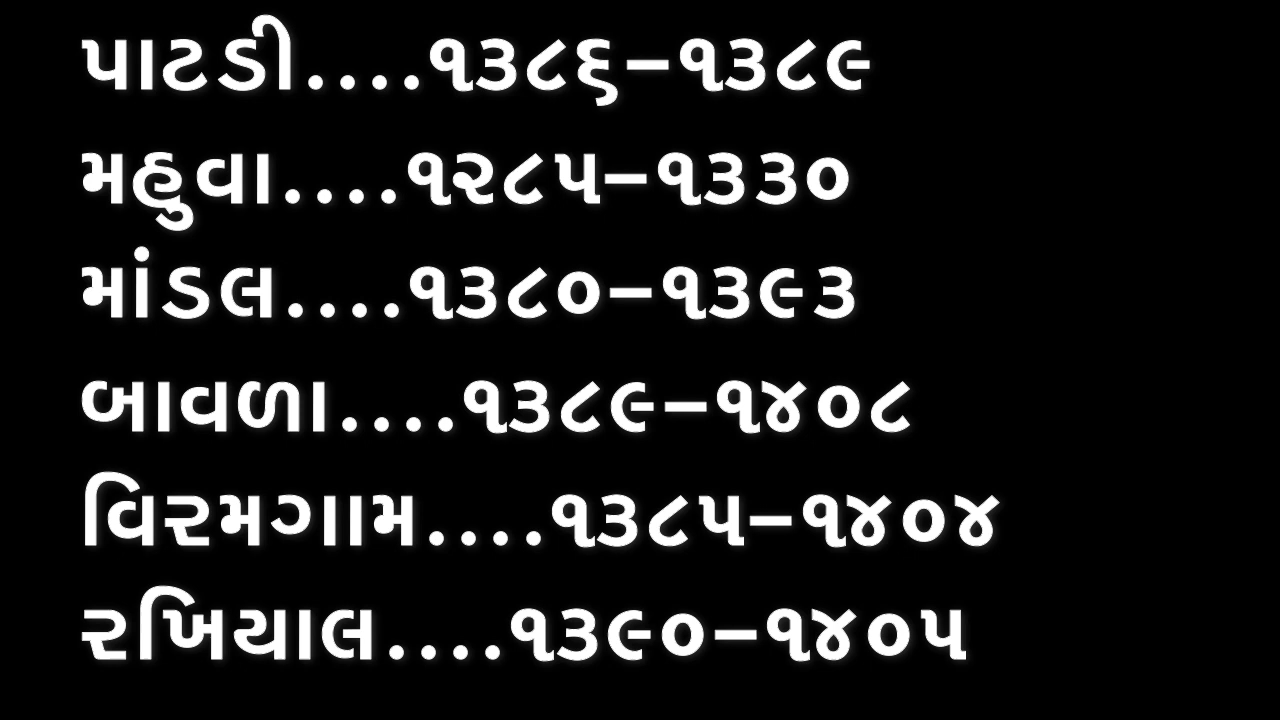 પાટડી....૧૩૮૬–૧૩૮૯
મહુવા....૧૨૮૫–૧૩૩૦
માંડલ....૧૩૮૦–૧૩૯૩
બાવળા....૧૩૮૯–૧૪૦૮
વિરમગામ....૧૩૮૫–૧૪૦૪
રખિયાલ....૧૩૯૦–૧૪૦૫